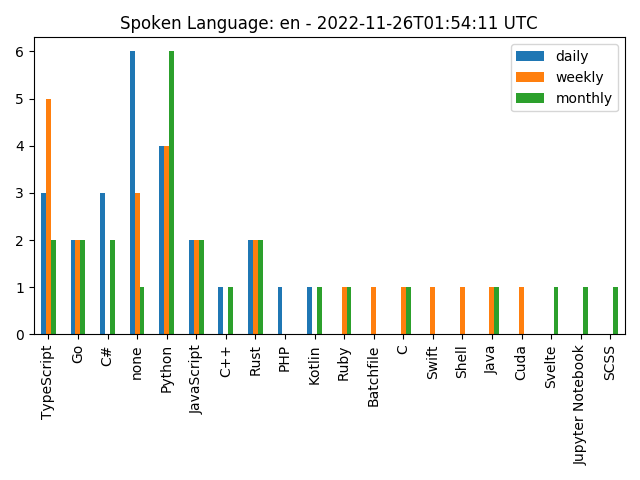 Spoken Language: en - 2022-11-26T01:54:11 UTC
daily
weekly
monthly
6
5
4
3
2
1
0
TypeScript
Go
C#
none
Python
JavaScript
C++
Rust
PHP
Kotlin
Ruby
Batchfile
C
Swift
Shell
Java
Cuda
Svelte
Jupyter Notebook
SCSS